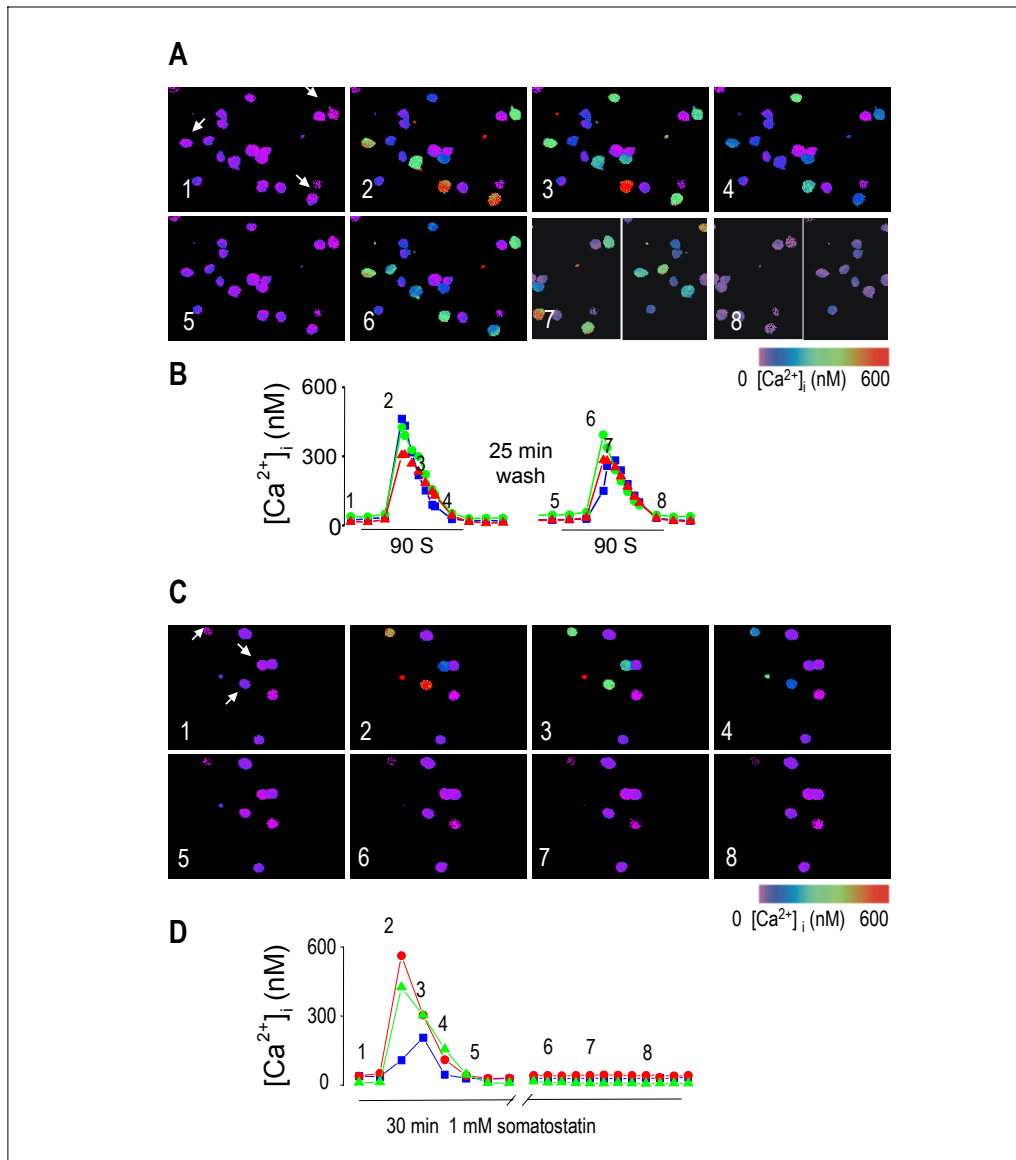 A
1 2 3 4
5 6 7 8
0 [Ca²⁺]i (nM) 600
B
[Ca²⁺]i (nM)
600
300
0
1 2 3 4
25 min
wash
5 6 7 8
90 S 90 S
C
1 2 3 4
5 6 7 8
0 [Ca²⁺] i (nM) 600
D
[Ca²⁺]i (nM)
600
300
0
1 2 3 4 5 6 7 8
30 min 1 mM somatostatin